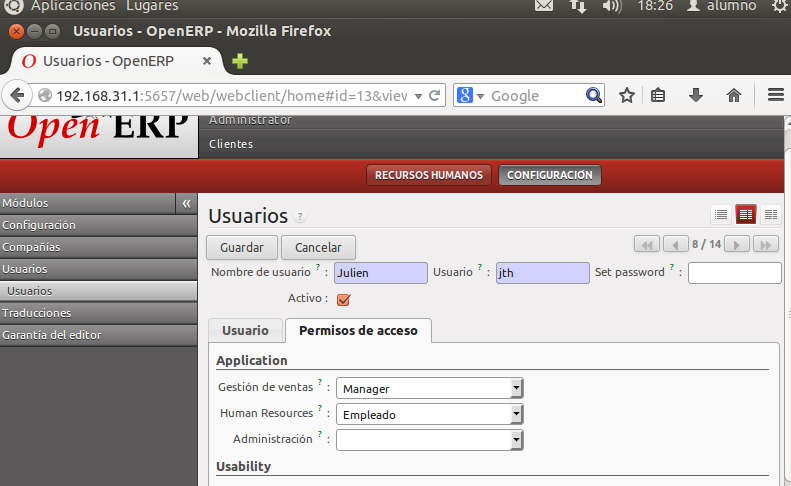 Aplicaciones Lugares 18:26 alumno
Usuarios - OpenERP - Mozilla Firefox
Usuarios - OpenERP
192.168.31.1:5657/web/webclient/home#id=13&view Google
Open ERP Administrator
Clientes
RECURSOS HUMANOS CONFIGURACIÓN
Módulos «
Configuración
Compañías
Usuarios
Usuarios
Traducciones
Garantía del editor
Usuarios ?
Guardar Cancelar 8 / 14
Nombre de usuario ? : Julien Usuario ? : jth Set password ? :
Activo :
Usuario Permisos de acceso
Application
Gestión de ventas ? : Manager
Human Resources ? : Empleado
Administración ? :
Usability